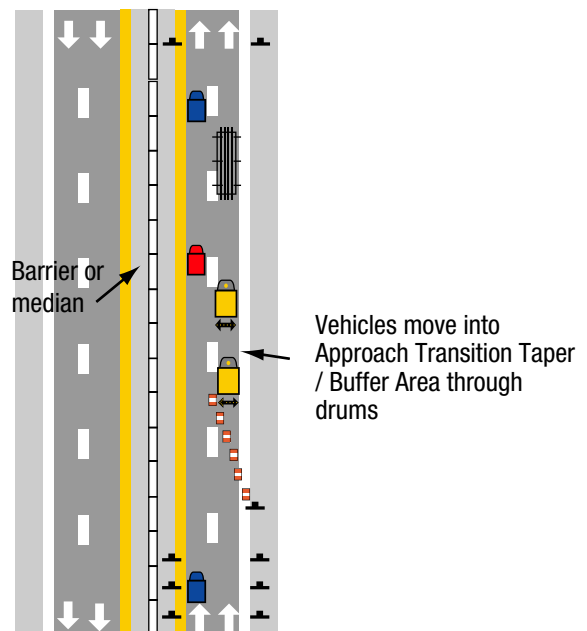 Barrier or
median
Vehicles move into
Approach Transition Taper
/ Buffer Area through
drums